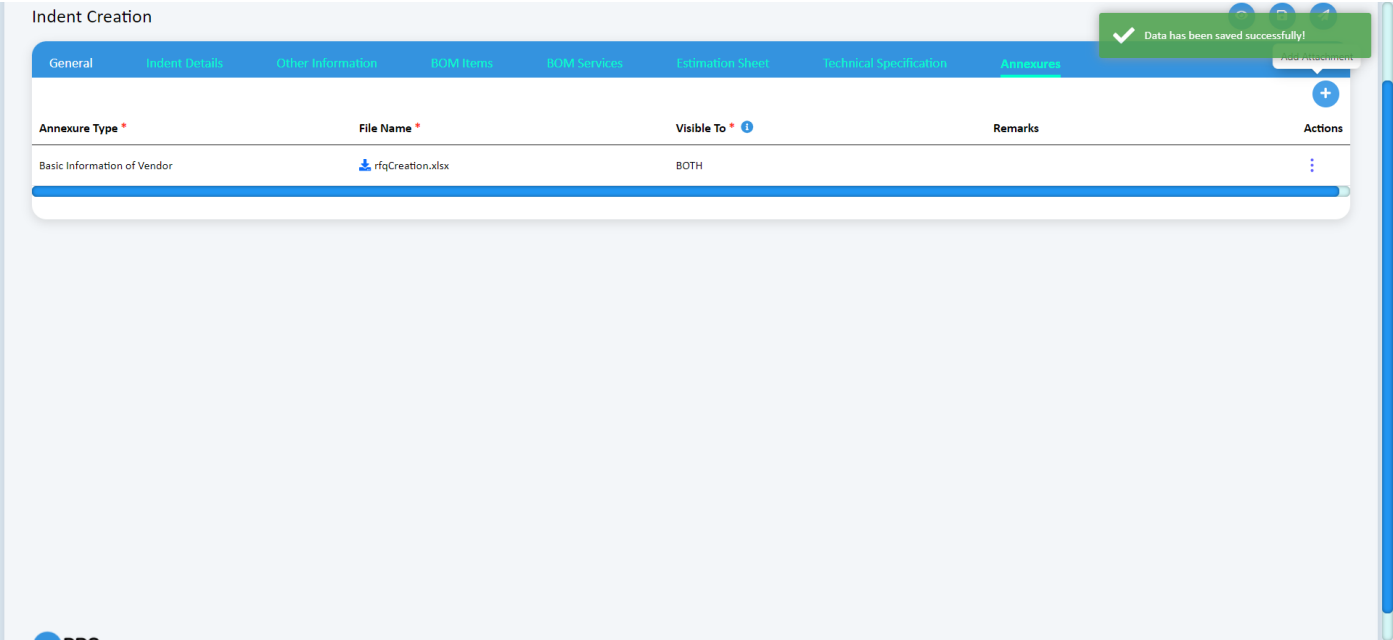 Indent Creation
Data has been saved successfully!
General Indent Details Other Information BOM Items BOM Services Estimation Sheet Technical Specification Annexures
Add Attachment
Annexure Type * File Name * Visible To * Remarks Actions
Basic Information of Vendor rfqCreation.xlsx BOTH